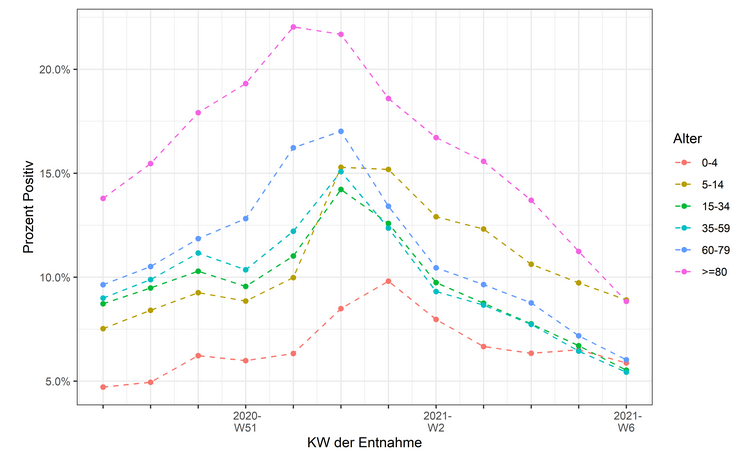 20.0%
15.0%
10.0%
5.0%
Prozent Positiv
2020-
W51
2021-
W2
2021-
W6
KW der Entnahme
Alter
0-4
5-14
15-34
35-59
60-79
>=80